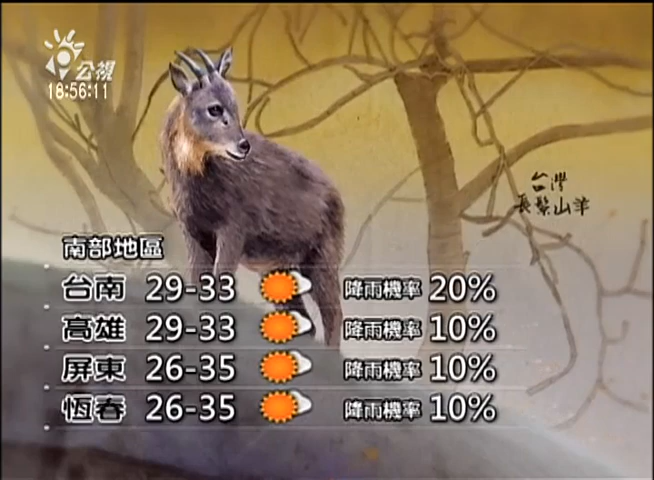 公視
18:56:11
台灣
長鬃山羊
南部地區
台南 29-33 降雨機率 20%
高雄 29-33 降雨機率 10%
屏東 26-35 降雨機率 10%
恆春 26-35 降雨機率 10%